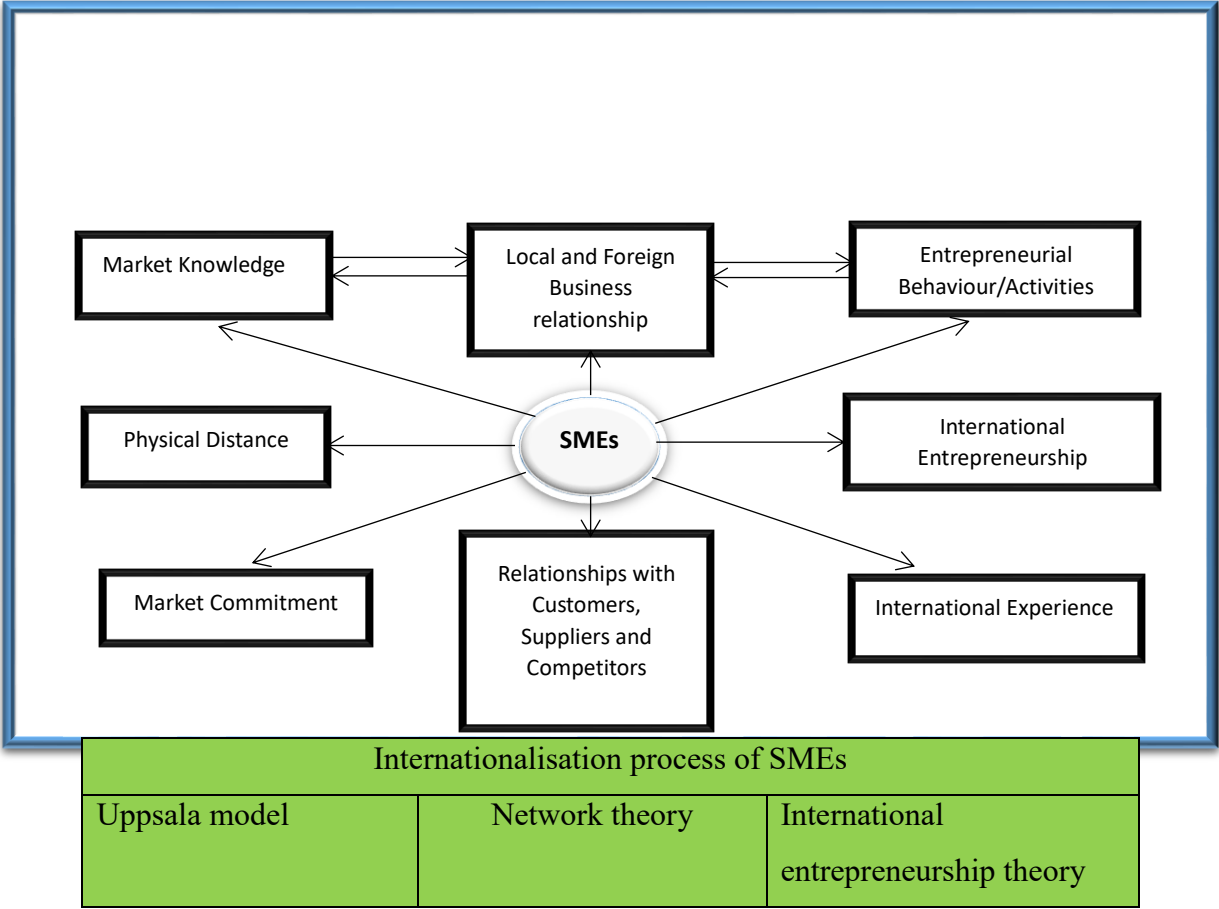 Market Knowledge
Local and Foreign
Business
relationship
Entrepreneurial
Behaviour/Activities
Physical Distance
SMEs
International
Entrepreneurship
Market Commitment
Relationships with
Customers,
Suppliers and
Competitors
International Experience
Internationalisation process of SMEs
Uppsala model
Network theory
International
entrepreneurship theory